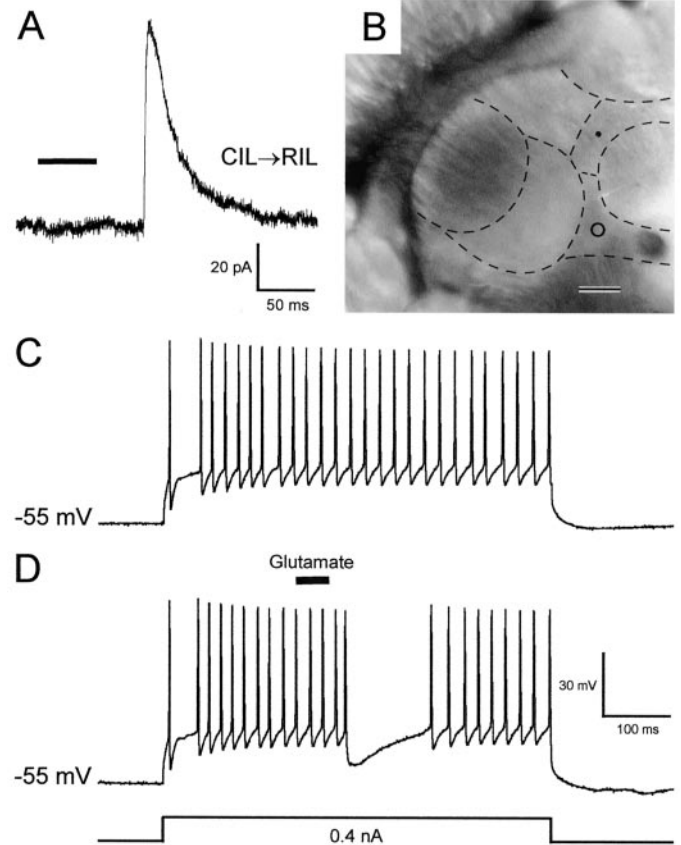 A
CIL→RIL
20 pA
50 ms
B
C
-55 mV
D
Glutamate
30 mV
100 ms
-55 mV
0.4 nA